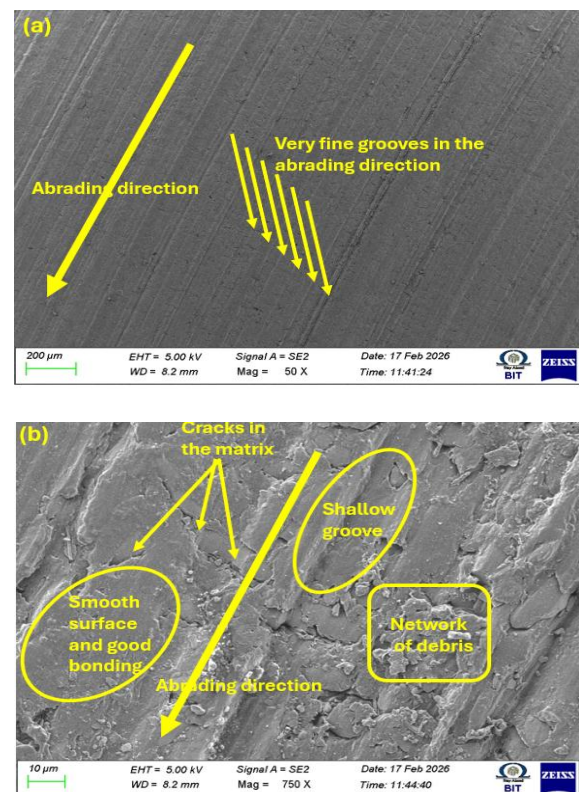 (a)
Very fine grooves in the
abrading direction
Abrading direction
200 µm
EHT = 5.00 kV
Signal A = SE2
Date: 17 Feb 2026
WD = 8.2 mm
Mag = 50 X
Time: 11:41:24
BIT
ZEISS
(b)
Cracks in
the matrix
Shallow
groove
Smooth
surface
and good
bonding
Network
of debris
Abrading direction
10 µm
EHT = 5.00 kV
Signal A = SE2
Date: 17 Feb 2026
WD = 8.2 mm
Mag = 750 X
Time: 11:44:40
BIT
ZEISS